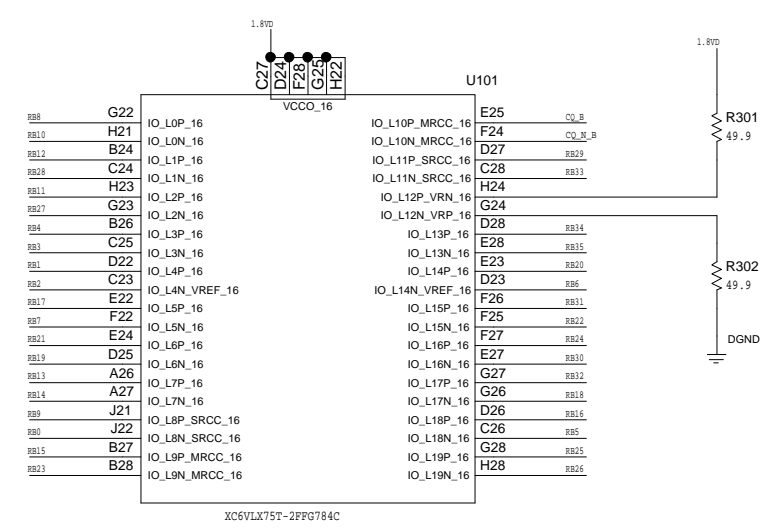 1.8VD
1.8VD
C27
D24
F28
G25
H22
U101
VCCO_16
RB8 G22 IO_L0P_16
RB10 H21 IO_L0N_16
RB12 B24 IO_L1P_16
RB28 C24 IO_L1N_16
RB11 H23 IO_L2P_16
RB27 G23 IO_L2N_16
RB4 B26 IO_L3P_16
RB3 C25 IO_L3N_16
RB1 D22 IO_L4P_16
RB2 C23 IO_L4N_VREF_16
RB17 E22 IO_L5P_16
RB7 F22 IO_L5N_16
RB21 E24 IO_L6P_16
RB19 D25 IO_L6N_16
RB13 A26 IO_L7P_16
RB14 A27 IO_L7N_16
RB9 J21 IO_L8P_SRCC_16
RB0 J22 IO_L8N_SRCC_16
RB15 B27 IO_L9P_MRCC_16
RB23 B28 IO_L9N_MRCC_16
IO_L10P_MRCC_16 E25 CQ_B
IO_L10N_MRCC_16 F24 CQ_N_B
IO_L11P_SRCC_16 D27 RB29
IO_L11N_SRCC_16 C28 RB33
IO_L12P_VRN_16 H24
IO_L12N_VRP_16 G24
IO_L13P_16 D28 RB34
IO_L13N_16 E28 RB35
IO_L14P_16 E23 RB20
IO_L14N_VREF_16 D23 RB6
IO_L15P_16 F26 RB31
IO_L15N_16 F25 RB22
IO_L16P_16 F27 RB24
IO_L16N_16 E27 RB30
IO_L17P_16 G27 RB32
IO_L17N_16 G26 RB18
IO_L18P_16 D26 RB16
IO_L18N_16 C26 RB5
IO_L19P_16 G28 RB25
IO_L19N_16 H28 RB26
R301
49.9
R302
49.9
DGND
XC6VLX75T-2FFG784C